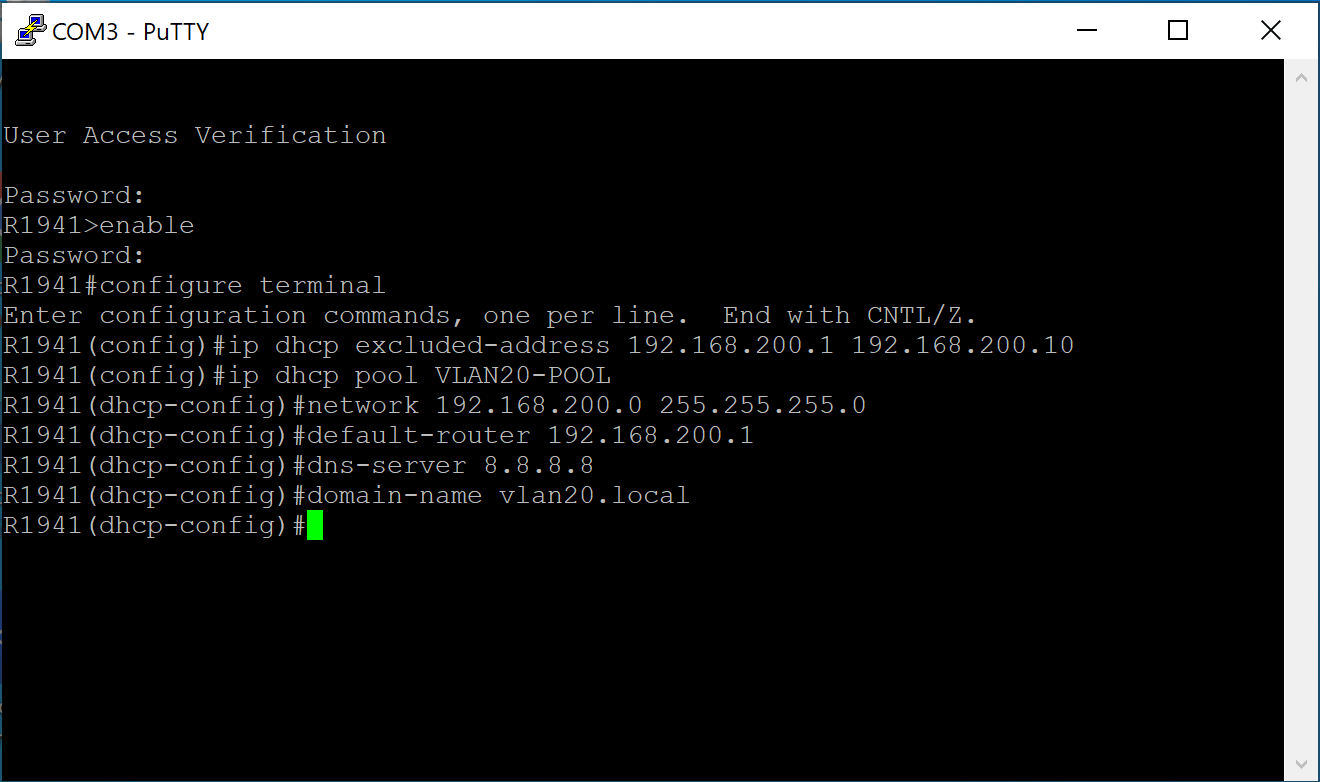 COM3 - PuTTY
User Access Verification
Password:
R1941>enable
Password:
R1941#configure terminal
Enter configuration commands, one per line.  End with CNTL/Z.
R1941(config)#ip dhcp excluded-address 192.168.200.1 192.168.200.10
R1941(config)#ip dhcp pool VLAN20-POOL
R1941(dhcp-config)#network 192.168.200.0 255.255.255.0
R1941(dhcp-config)#default-router 192.168.200.1
R1941(dhcp-config)#dns-server 8.8.8.8
R1941(dhcp-config)#domain-name vlan20.local
R1941(dhcp-config)#